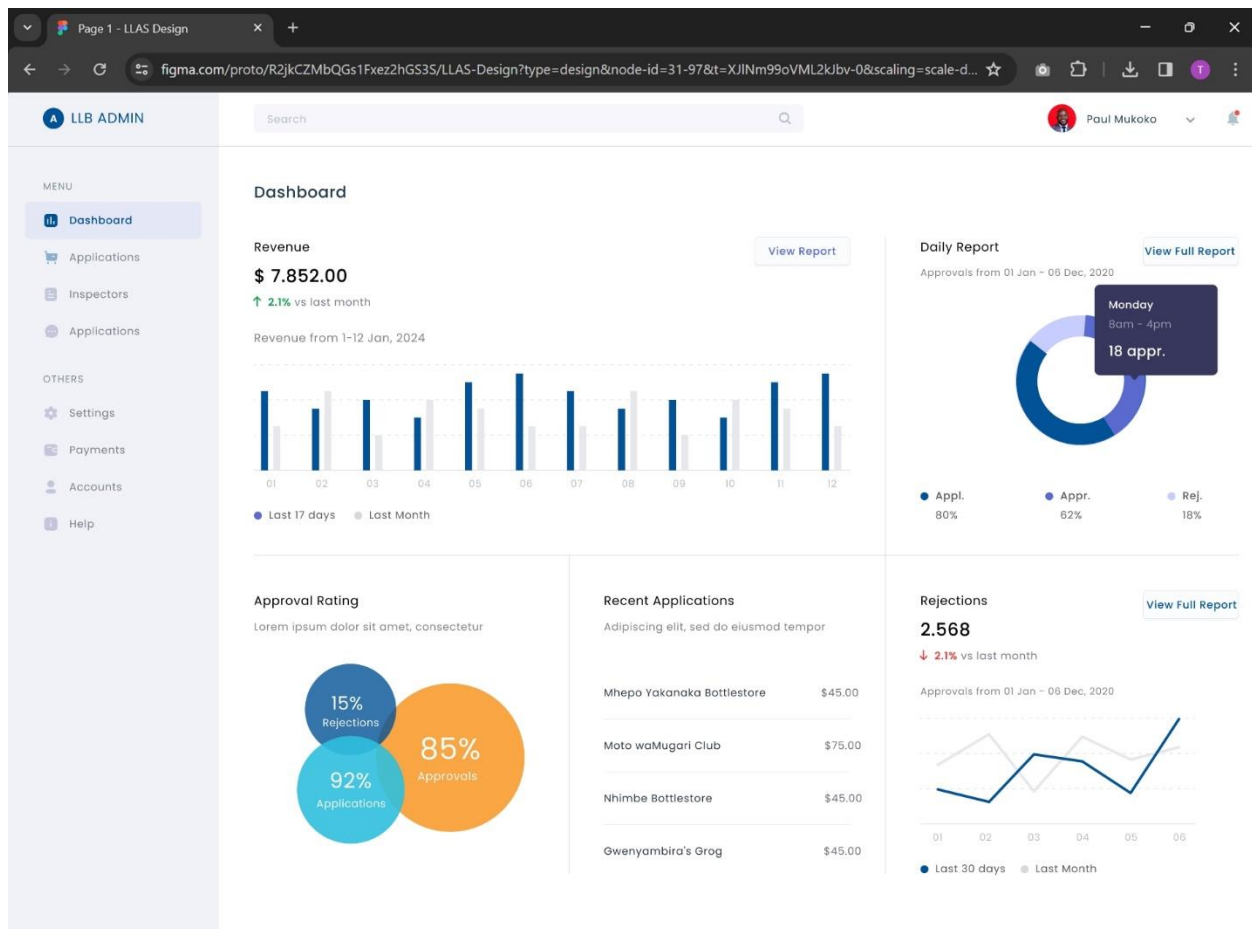 Page 1 - LLAS Design
figma.com/proto/R2jkCZMbQGs1Fxez2hGS3S/LLAS-Design?type=design&node-id=31-97&t=XJlNm99oVML2kJbv-0&scaling=scale-d...
T
A LLB ADMIN
Search
Paul Mukoko
MENU
Dashboard
Applications
Inspectors
Applications
OTHERS
Settings
Payments
Accounts
Help
Dashboard
Revenue
View Report
$ 7.852.00
2.1% vs last month
Revenue from 1-12 Jan, 2024
01 02 03 04 05 06 07 08 09 10 11 12
Last 17 days Last Month
Daily Report
View Full Report
Approvals from 01 Jan - 06 Dec, 2020
Monday
8am - 4pm
18 appr.
Appl. Appr. Rej.
80% 62% 18%
Approval Rating
Lorem ipsum dolor sit amet, consectetur
15%
Rejections
85%
Approvals
92%
Applications
Recent Applications
Adipiscing elit, sed do eiusmod tempor
Mhepo Yakanaka Bottlestore $45.00
Moto waMugari Club $75.00
Nhimbe Bottlestore $45.00
Gwenyambira's Grog $45.00
Rejections
View Full Report
2.568
2.1% vs last month
Approvals from 01 Jan - 06 Dec, 2020
01 02 03 04 05 06
Last 30 days Last Month